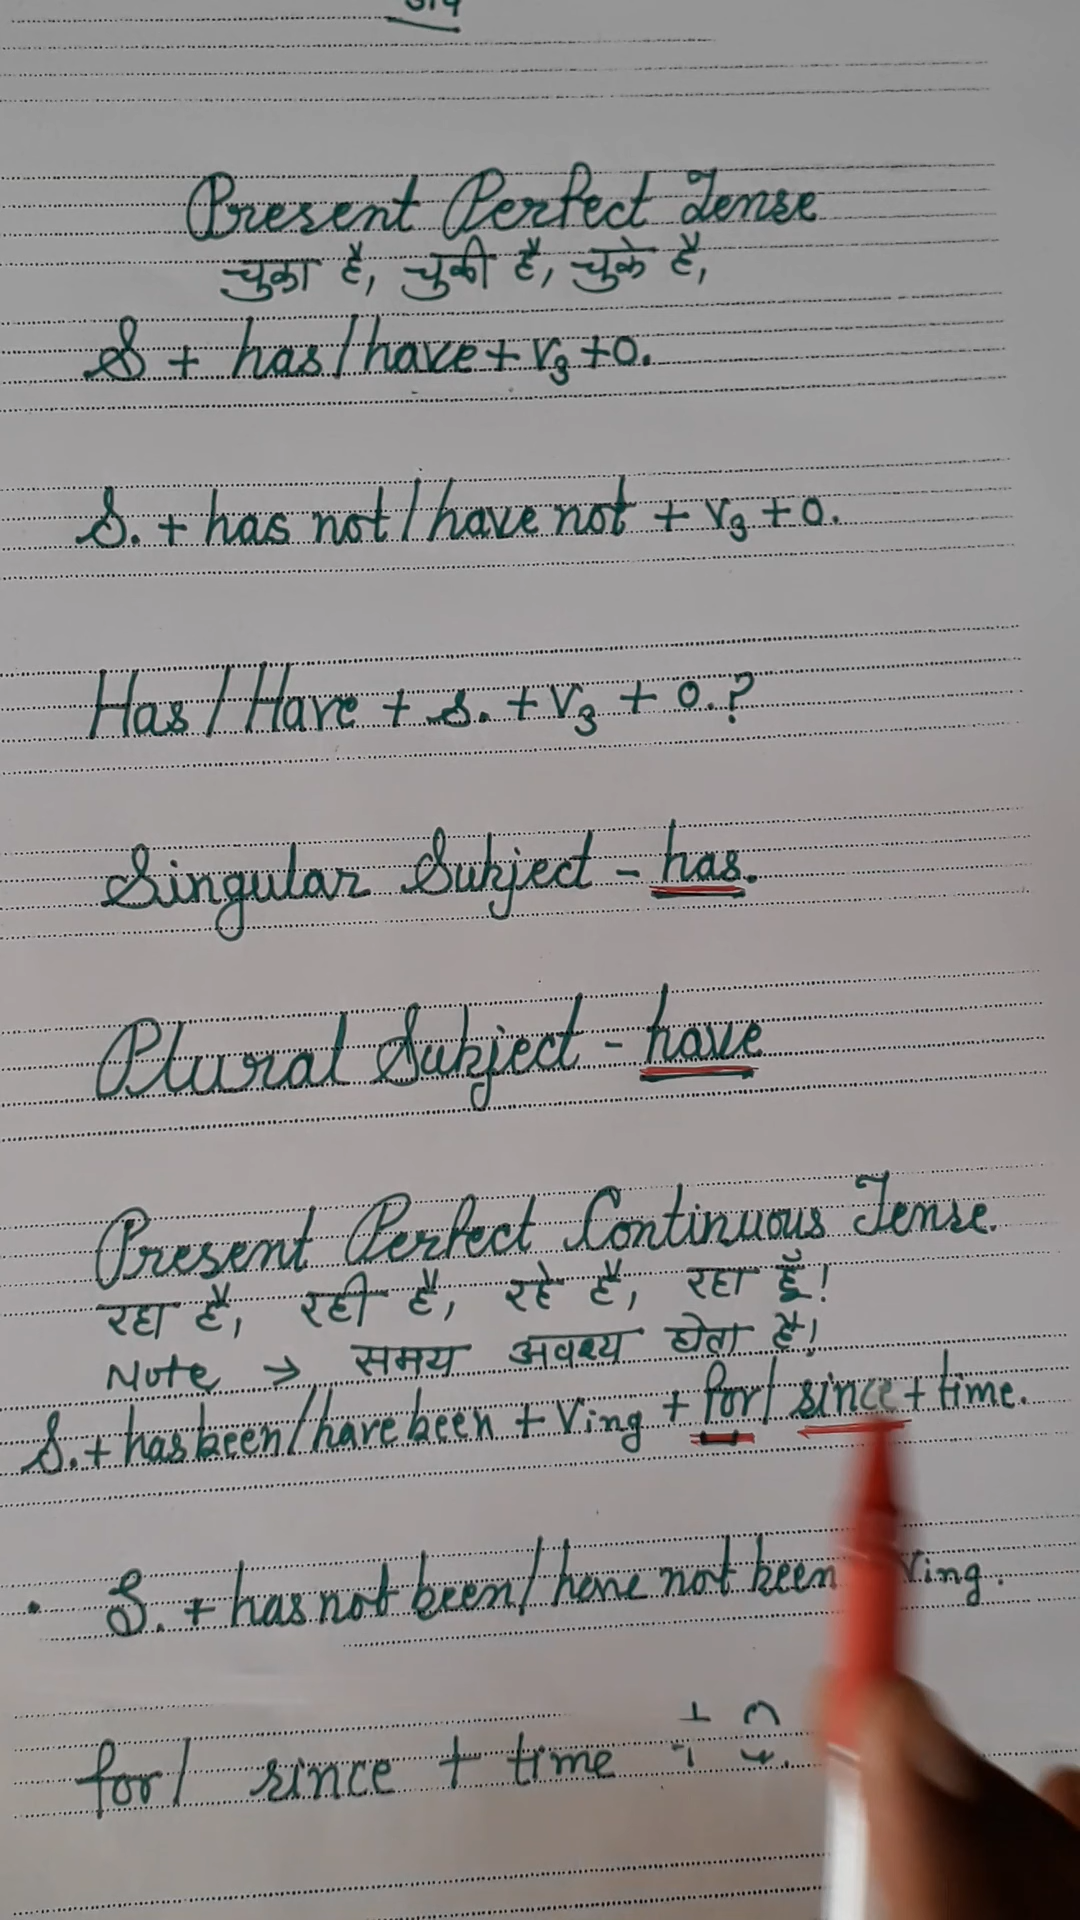 Present Perfect Tense
चुका है, चुकी है, चुके है,
S + has/have + V3 + O.
S. + has not/have not + V3 + O.
Has/Have + S. + V3 + O.?
Singular Subject - has.
Plural Subject - have
Present Perfect Continuous Tense.
रहा है, रही है, रहे है, रहा हूँ!
Note → समय अवश्य होता है!
S. + has been/have been + Ving + for/ since + time.
S. + has not been/have not been Ving.
for/ since + time